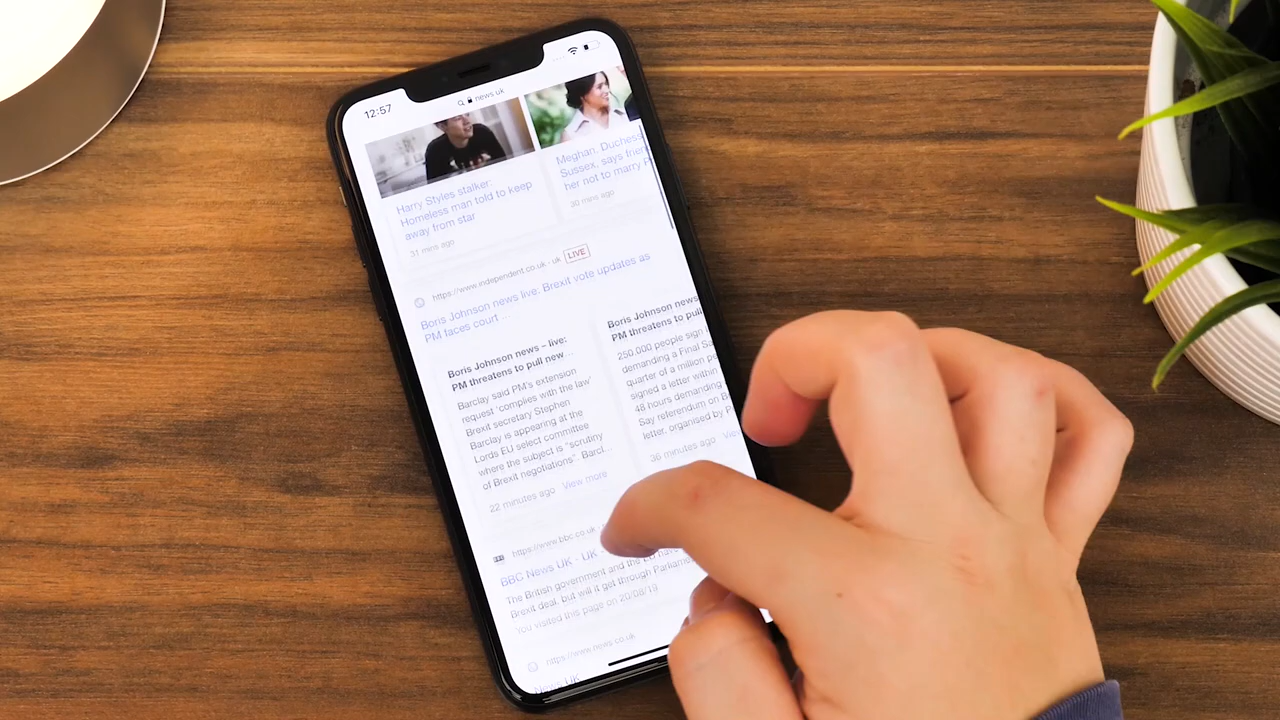 12:57
news uk
Harry Styles stalker:
Homeless man told to keep
away from star
31 mins ago
Meghan, Duchess
Sussex, says frien
her not to marry P
30 mins ago
https://www.independent.co.uk › uk LIVE
Boris Johnson news live: Brexit vote updates as
PM faces court ...
Boris Johnson news – live:
PM threatens to pull new ...
Barclay said PM's extension
request 'complies with the law'
Brexit secretary Stephen
Barclay is appearing at the
Lords EU select committee
where the subject is "scrutiny
of Brexit negotiations". Barcl...
22 minutes ago View more
Boris Johnson news
PM threatens to pull
250,000 people sign l
demanding a Final Sa
quarter of a million pe
signed a letter within
48 hours demanding
Say referendum on B
letter, organised by P
36 minutes ago View
https://www.bbc.co.uk
BBC News UK - UK
The British government and the EU have
Brexit deal, but will it get through Parliame
You visited this page on 20/08/19
https://www.news.co.uk
News UK